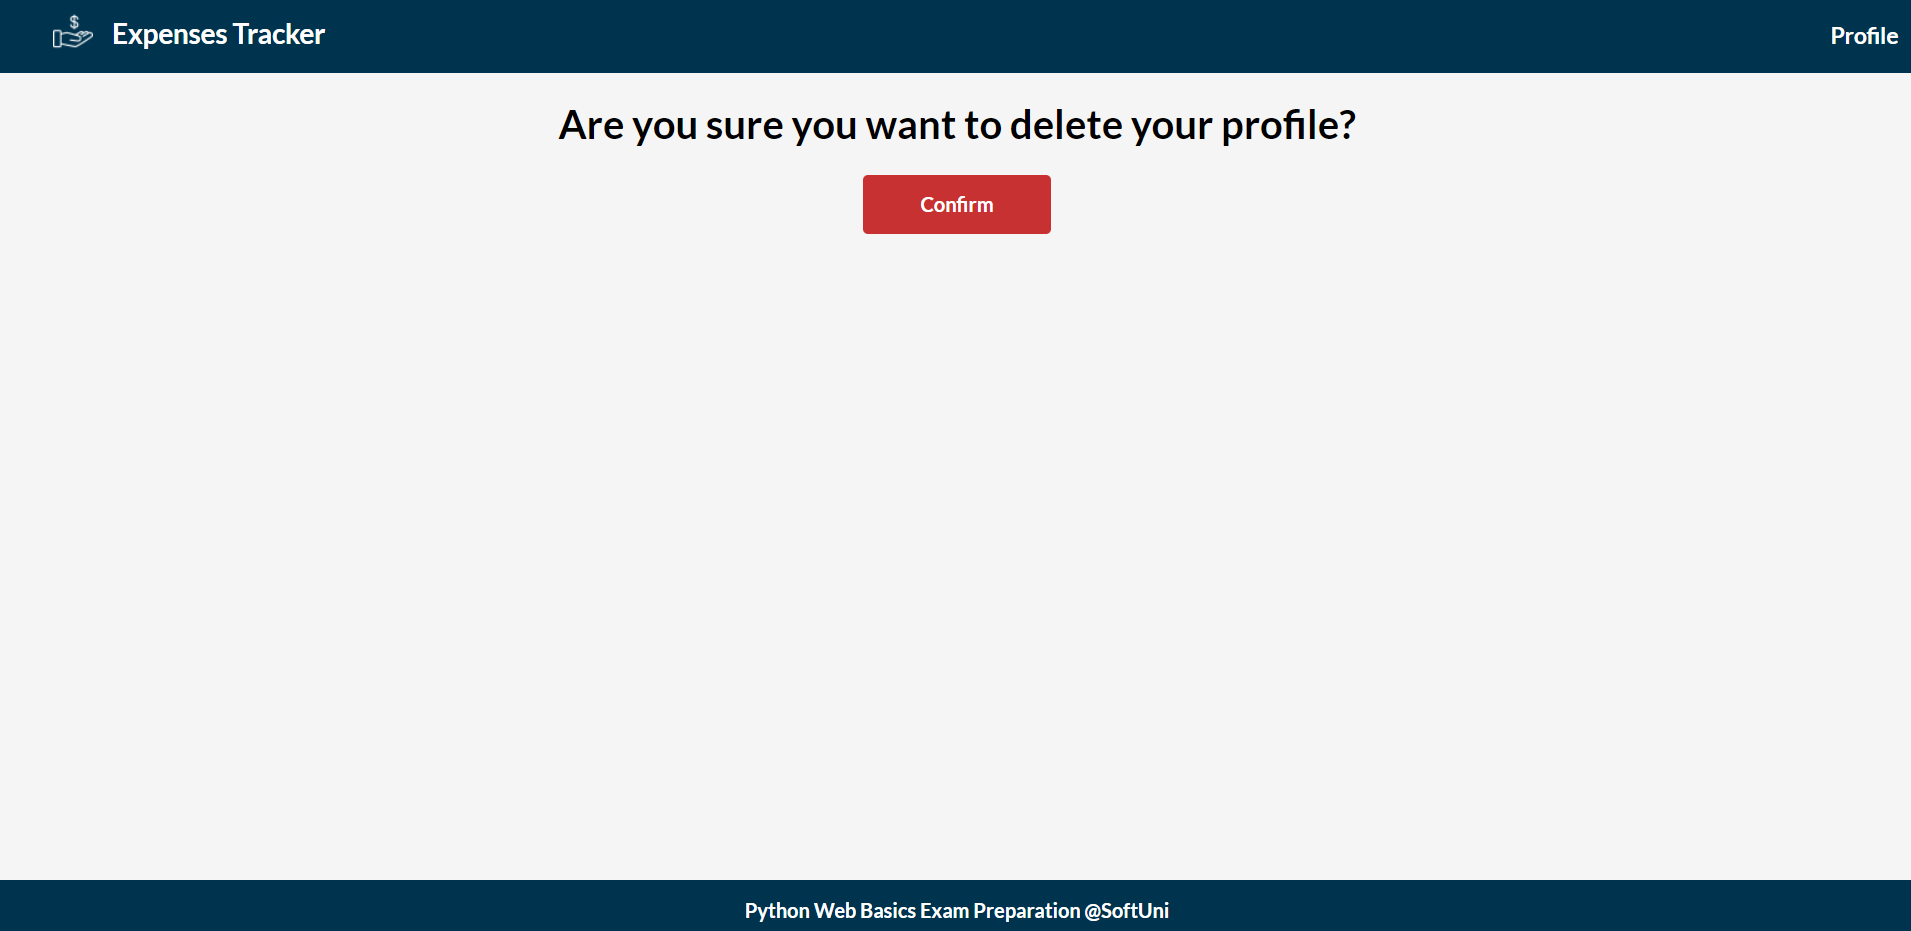 $
Expenses Tracker
Profile
Are you sure you want to delete your profile?
Confirm
Python Web Basics Exam Preparation @SoftUni